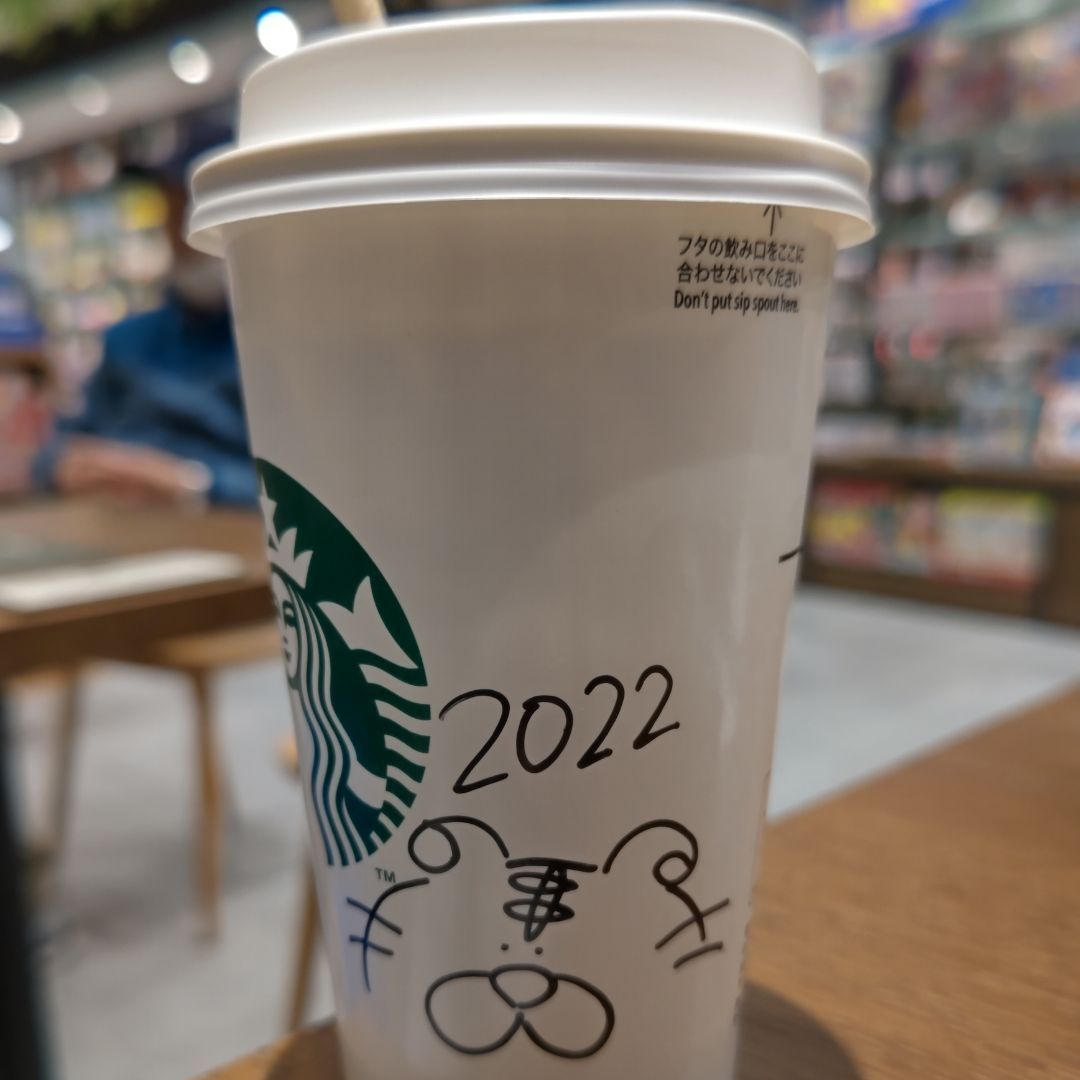 フタの飲み口をここに
合わせないでください
Don't put sip spout here.
2022
TM